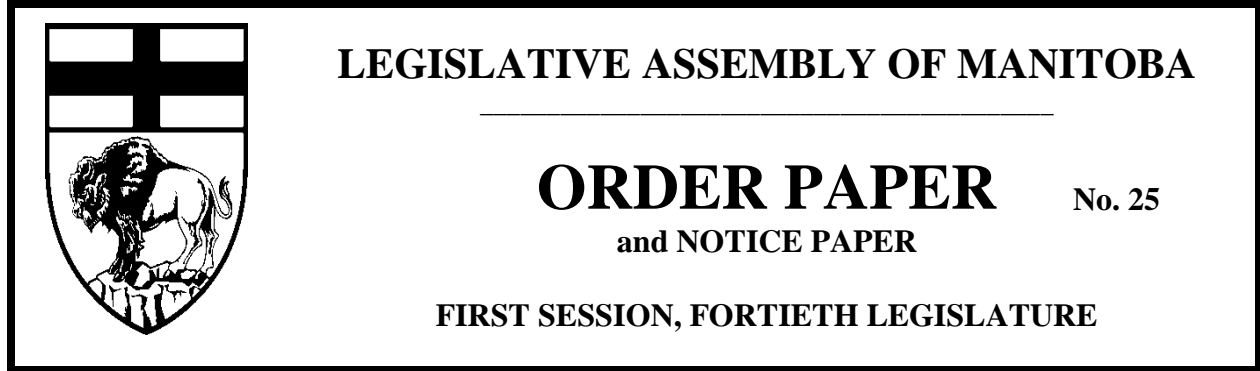 LEGISLATIVE ASSEMBLY OF MANITOBA
ORDER PAPER No. 25
and NOTICE PAPER
FIRST SESSION, FORTIETH LEGISLATURE